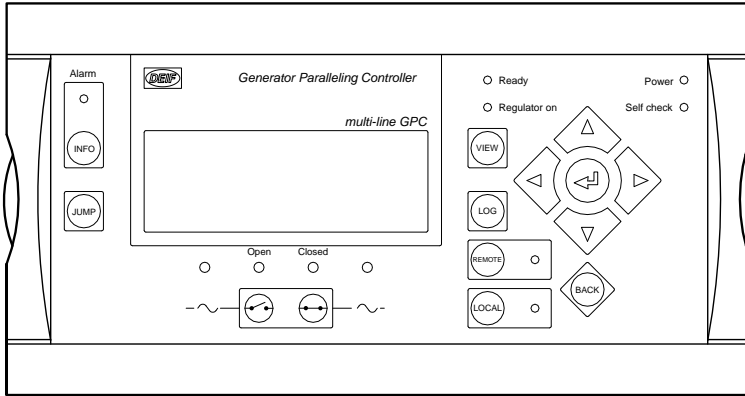 Alarm
INFO
JUMP
DEIF
Generator Paralleling Controller
multi-line GPC
Open
Closed
Ready
Power
Regulator on
Self check
VIEW
LOG
REMOTE
LOCAL
BACK